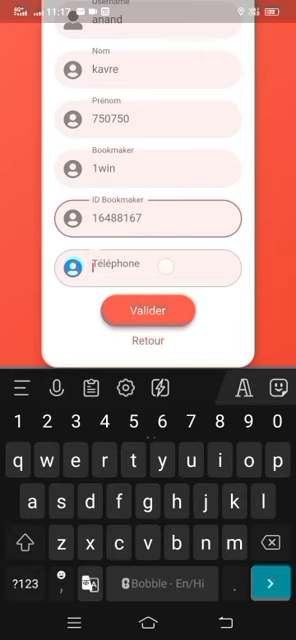 Username
11:17
anand
Nom
kavre
Prénom
750750
Bookmaker
1win
ID Bookmaker
16488167
Téléphone
Valider
Retour
1 2 3 4 5 6 7 8 9 0
q w e r t y u i o p
a s d f g h j k l
z x c v b n m
?123 , Bobble - En/Hi .